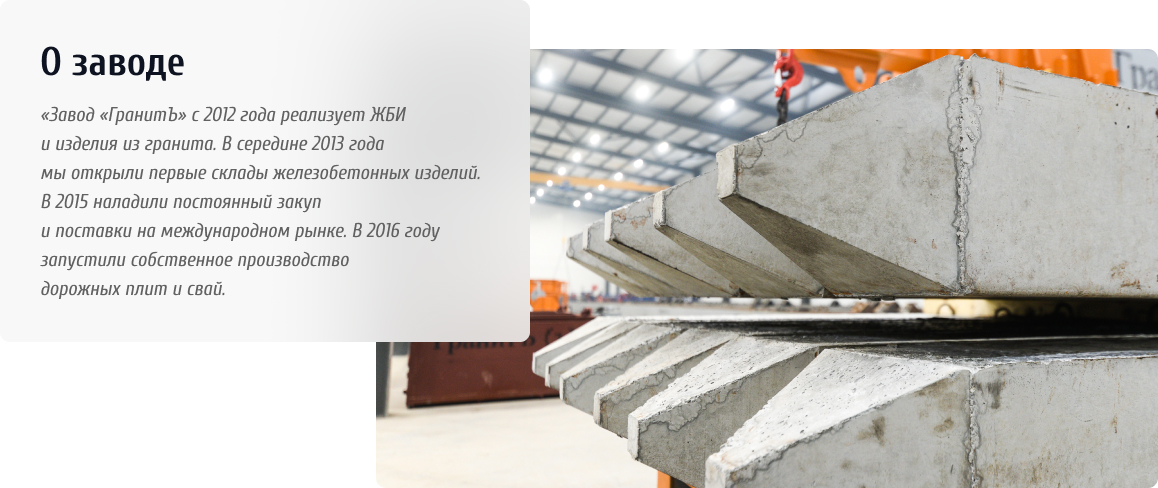 О заводе
«Завод «ГранитЪ» с 2012 года реализует ЖБИ
и изделия из гранита. В середине 2013 года
мы открыли первые склады железобетонных изделий.
В 2015 наладили постоянный закуп
и поставки на международном рынке. В 2016 году
запустили собственное производство
дорожных плит и свай.